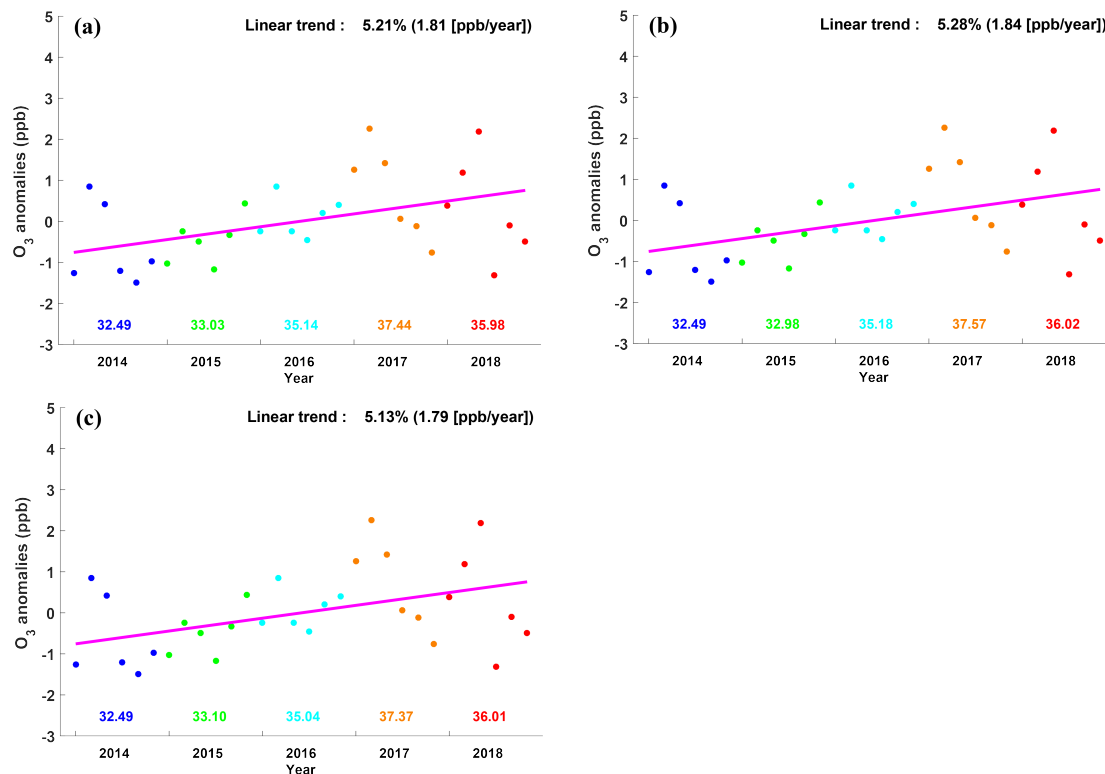 (a)
Linear trend : 5.21% (1.81 [ppb/year])
O3 anomalies (ppb)
5
4
3
2
1
0
-1
-2
-3
32.49 33.03 35.14 37.44 35.98
2014 2015 2016 2017 2018
Year
(b)
Linear trend : 5.28% (1.84 [ppb/year])
O3 anomalies (ppb)
5
4
3
2
1
0
-1
-2
-3
32.49 32.98 35.18 37.57 36.02
2014 2015 2016 2017 2018
Year
(c)
Linear trend : 5.13% (1.79 [ppb/year])
O3 anomalies (ppb)
5
4
3
2
1
0
-1
-2
-3
32.49 33.10 35.04 37.37 36.01
2014 2015 2016 2017 2018
Year